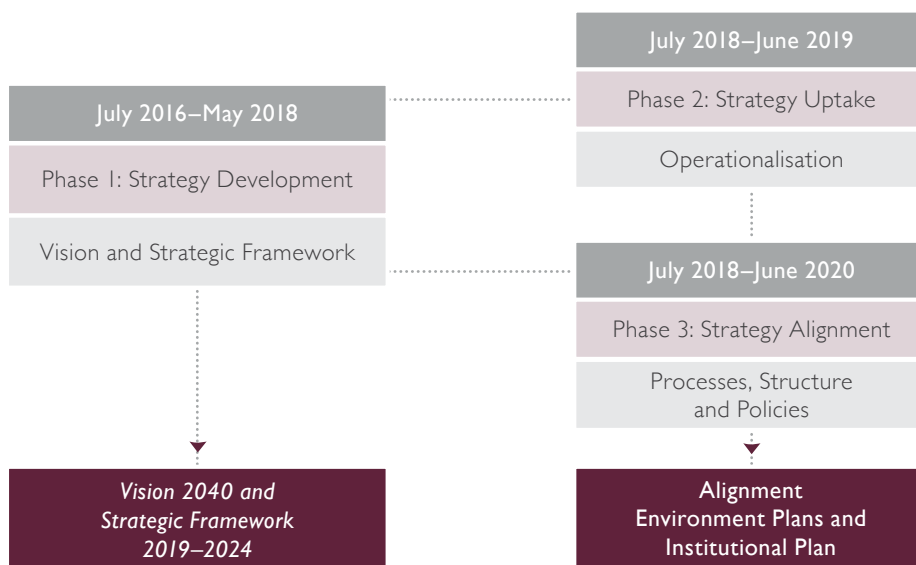 July 2016–May 2018
Phase 1: Strategy Development
Vision and Strategic Framework
Vision 2040 and
Strategic Framework
2019–2024
July 2018–June 2019
Phase 2: Strategy Uptake
Operationalisation
July 2018–June 2020
Phase 3: Strategy Alignment
Processes, Structure
and Policies
Alignment
Environment Plans and
Institutional Plan